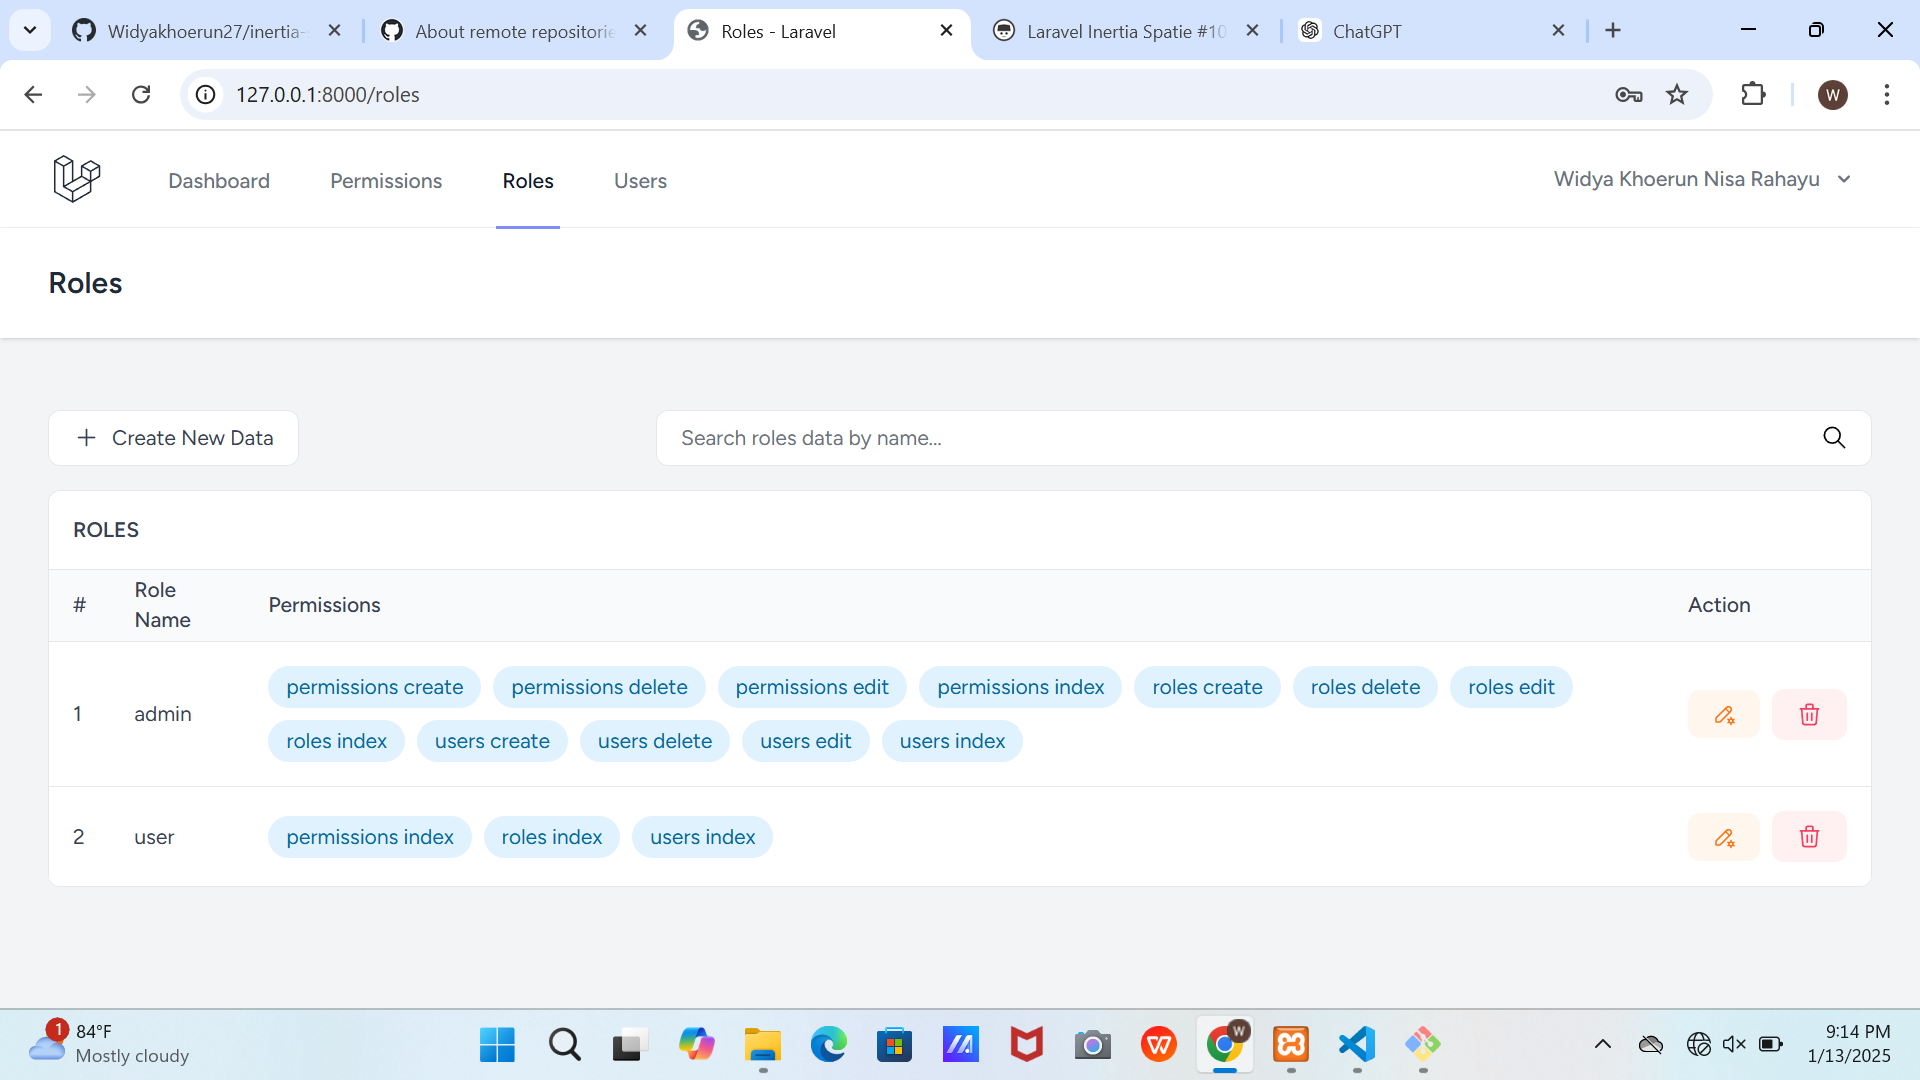 Widyakhoerun27/inertia-
About remote repositorie
Roles - Laravel
Laravel Inertia Spatie #10
ChatGPT
127.0.0.1:8000/roles
W
Dashboard
Permissions
Roles
Users
Widya Khoerun Nisa Rahayu
Roles
Create New Data
Search roles data by name...
ROLES
#
Role Name
Permissions
Action
1
admin
permissions create
permissions delete
permissions edit
permissions index
roles create
roles delete
roles edit
roles index
users create
users delete
users edit
users index
2
user
permissions index
roles index
users index
1
84°F
Mostly cloudy
W
9:14 PM
1/13/2025